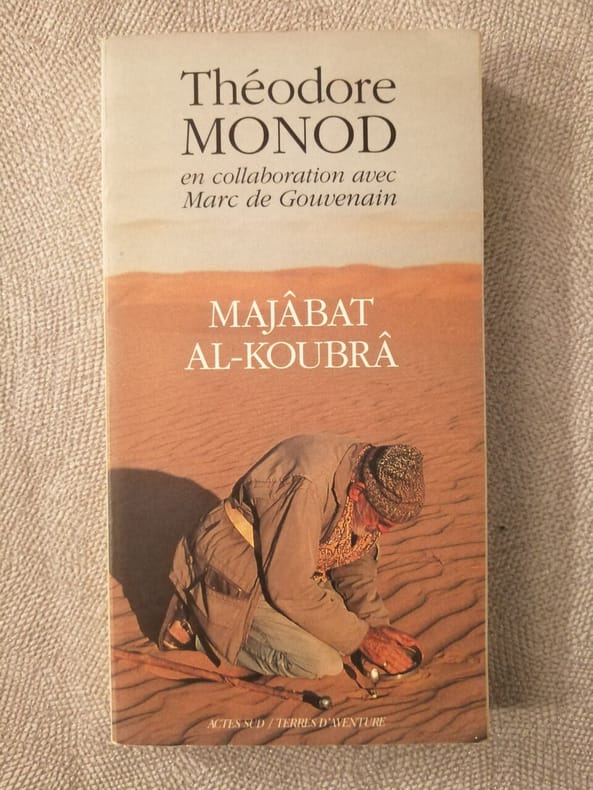 Théodore
MONOD
en collaboration avec
Marc de Gouvenain
MAJÂBAT
AL-KOUBRÂ
ACTES SUD / TERRES D'AVENTURE